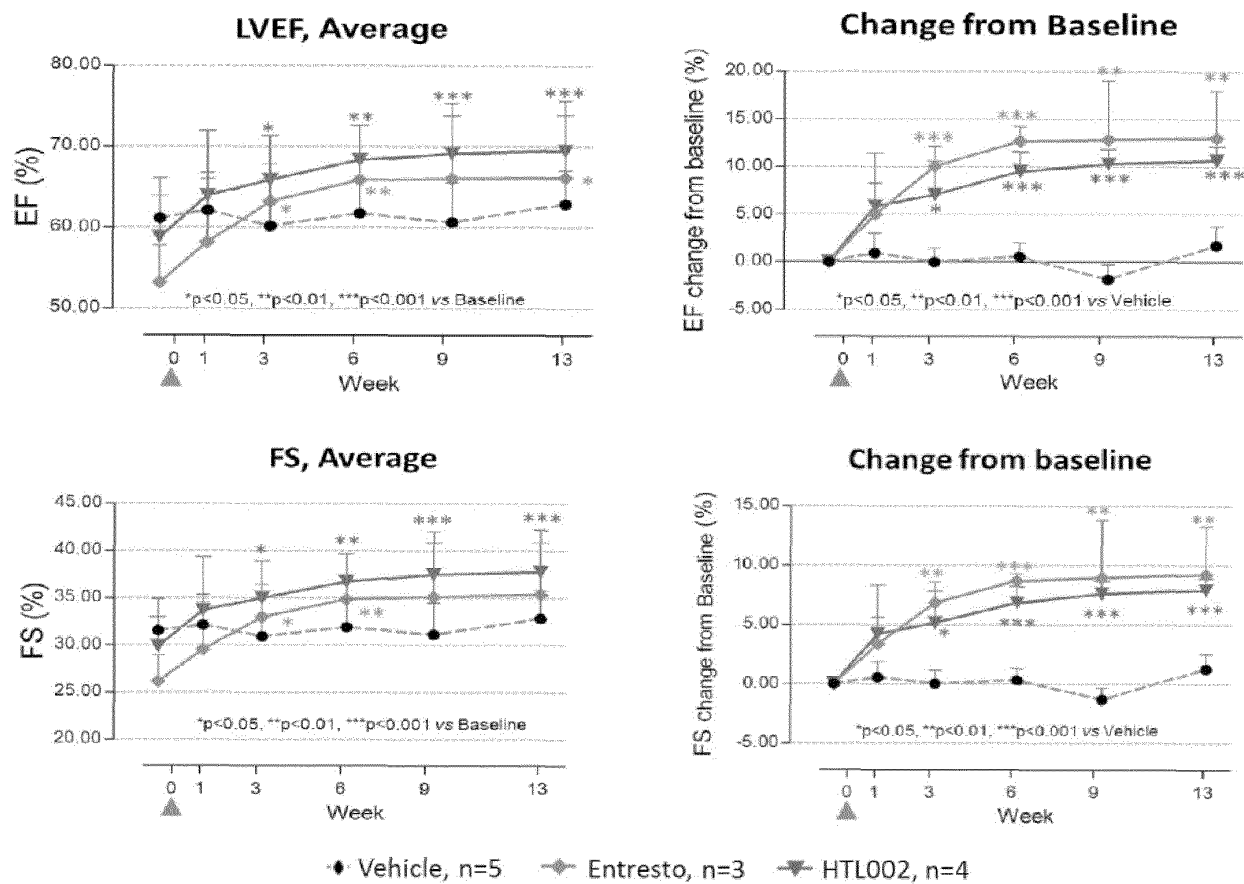 LVEF, Average
80.00
70.00
60.00
50.00
EF (%)
*
**
***
***
*
**
*
*p<0.05, **p<0.01, ***p<0.001 vs Baseline
0 1 3 6 9 13
Week
Change from Baseline
20.00
15.00
10.00
5.00
0.00
-5.00
EF change from baseline (%)
***
***
**
**
*
***
***
***
*p<0.05, **p<0.01, ***p<0.001 vs Vehicle
0 1 3 6 9 13
Week
FS, Average
45.00
40.00
35.00
30.00
25.00
20.00
FS (%)
*
**
***
***
*
**
*p<0.05, **p<0.01, ***p<0.001 vs Baseline
0 1 3 6 9 13
Week
Change from baseline
15.00
10.00
5.00
0.00
-5.00
FS Change from Baseline (%)
**
***
**
**
*
***
***
***
*p<0.05, **p<0.01, ***p<0.001 vs Vehicle
0 1 3 6 9 13
Week
Vehicle, n=5 Entresto, n=3 HTL002, n=4